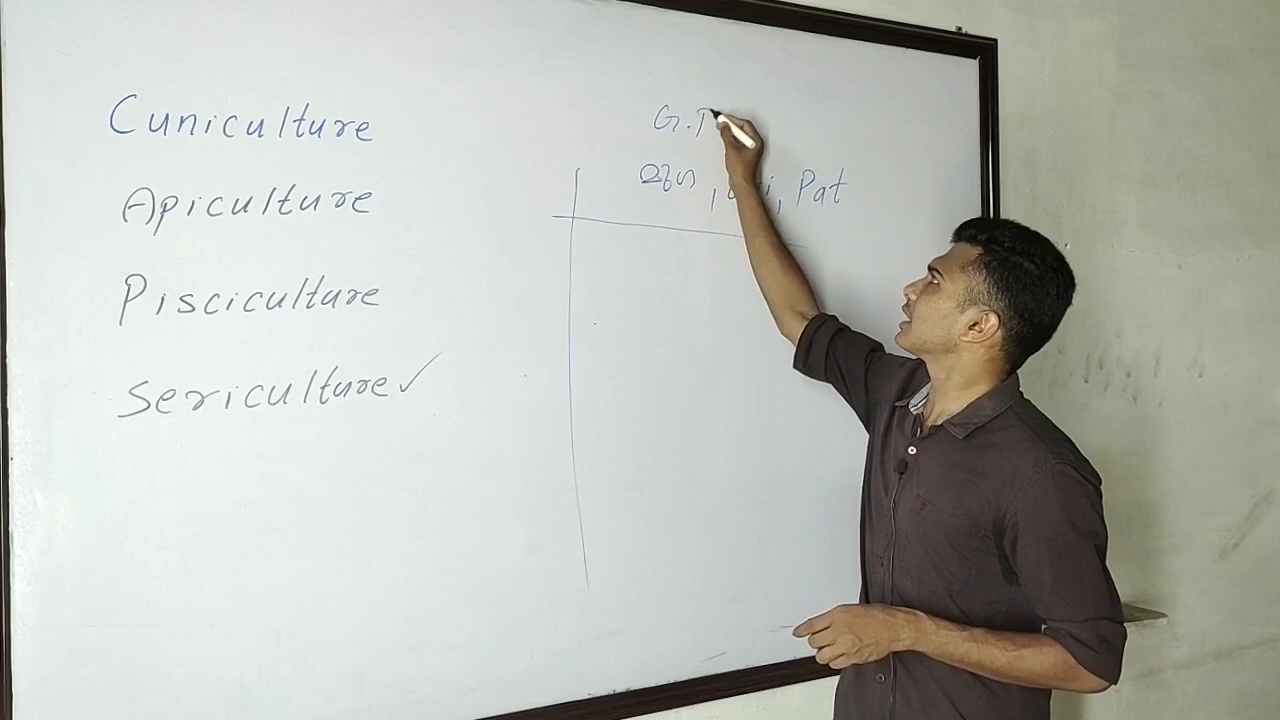 Cuniculture
Apiculture
Pisciculture
Sericulture ✓
G.
, Pat